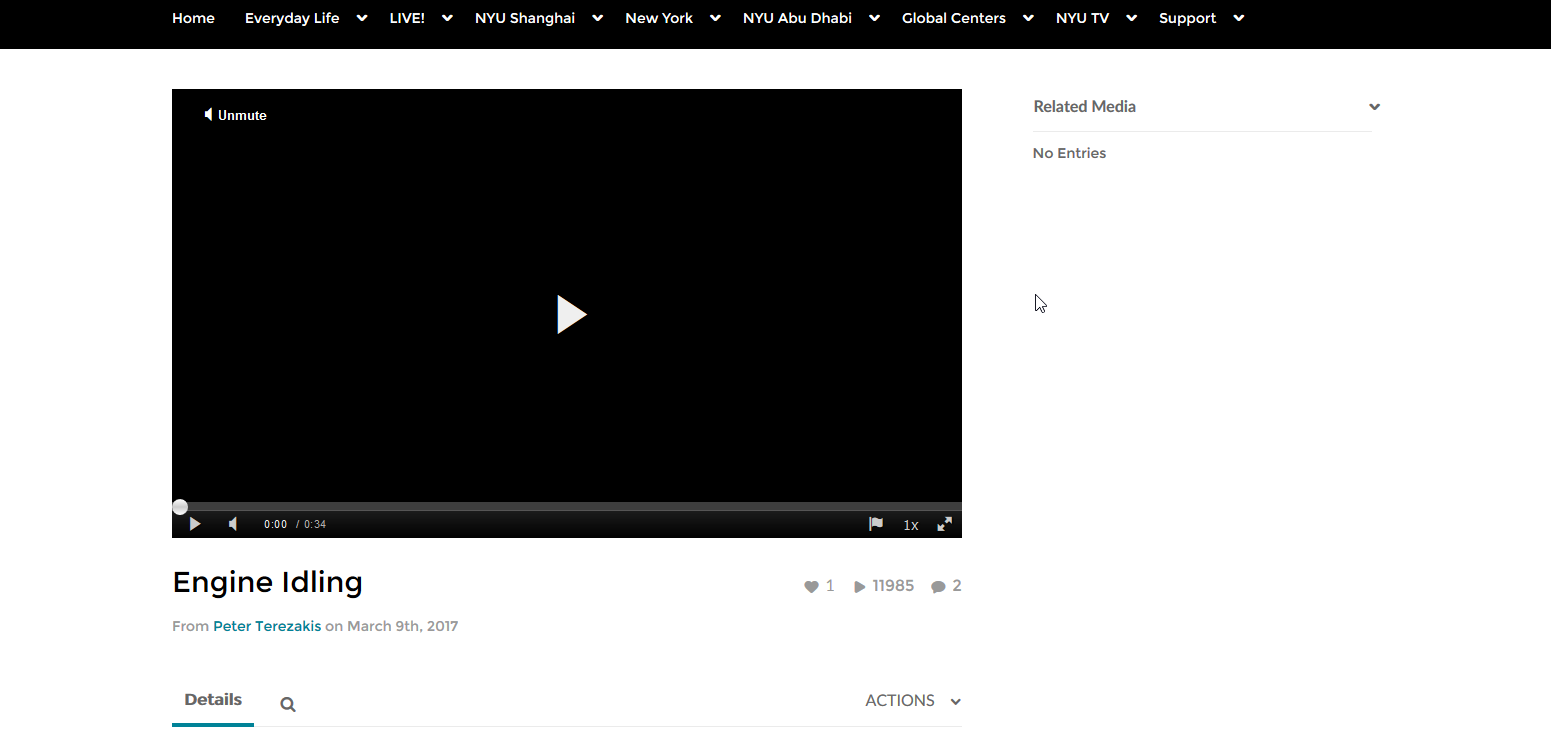 Home Everyday Life LIVE! NYU Shanghai New York NYU Abu Dhabi Global Centers NYU TV Support
Unmute
0:00 / 0:34 1x
Engine Idling 1 11985 2
From Peter Terezakis on March 9th, 2017
Details ACTIONS
Related Media
No Entries